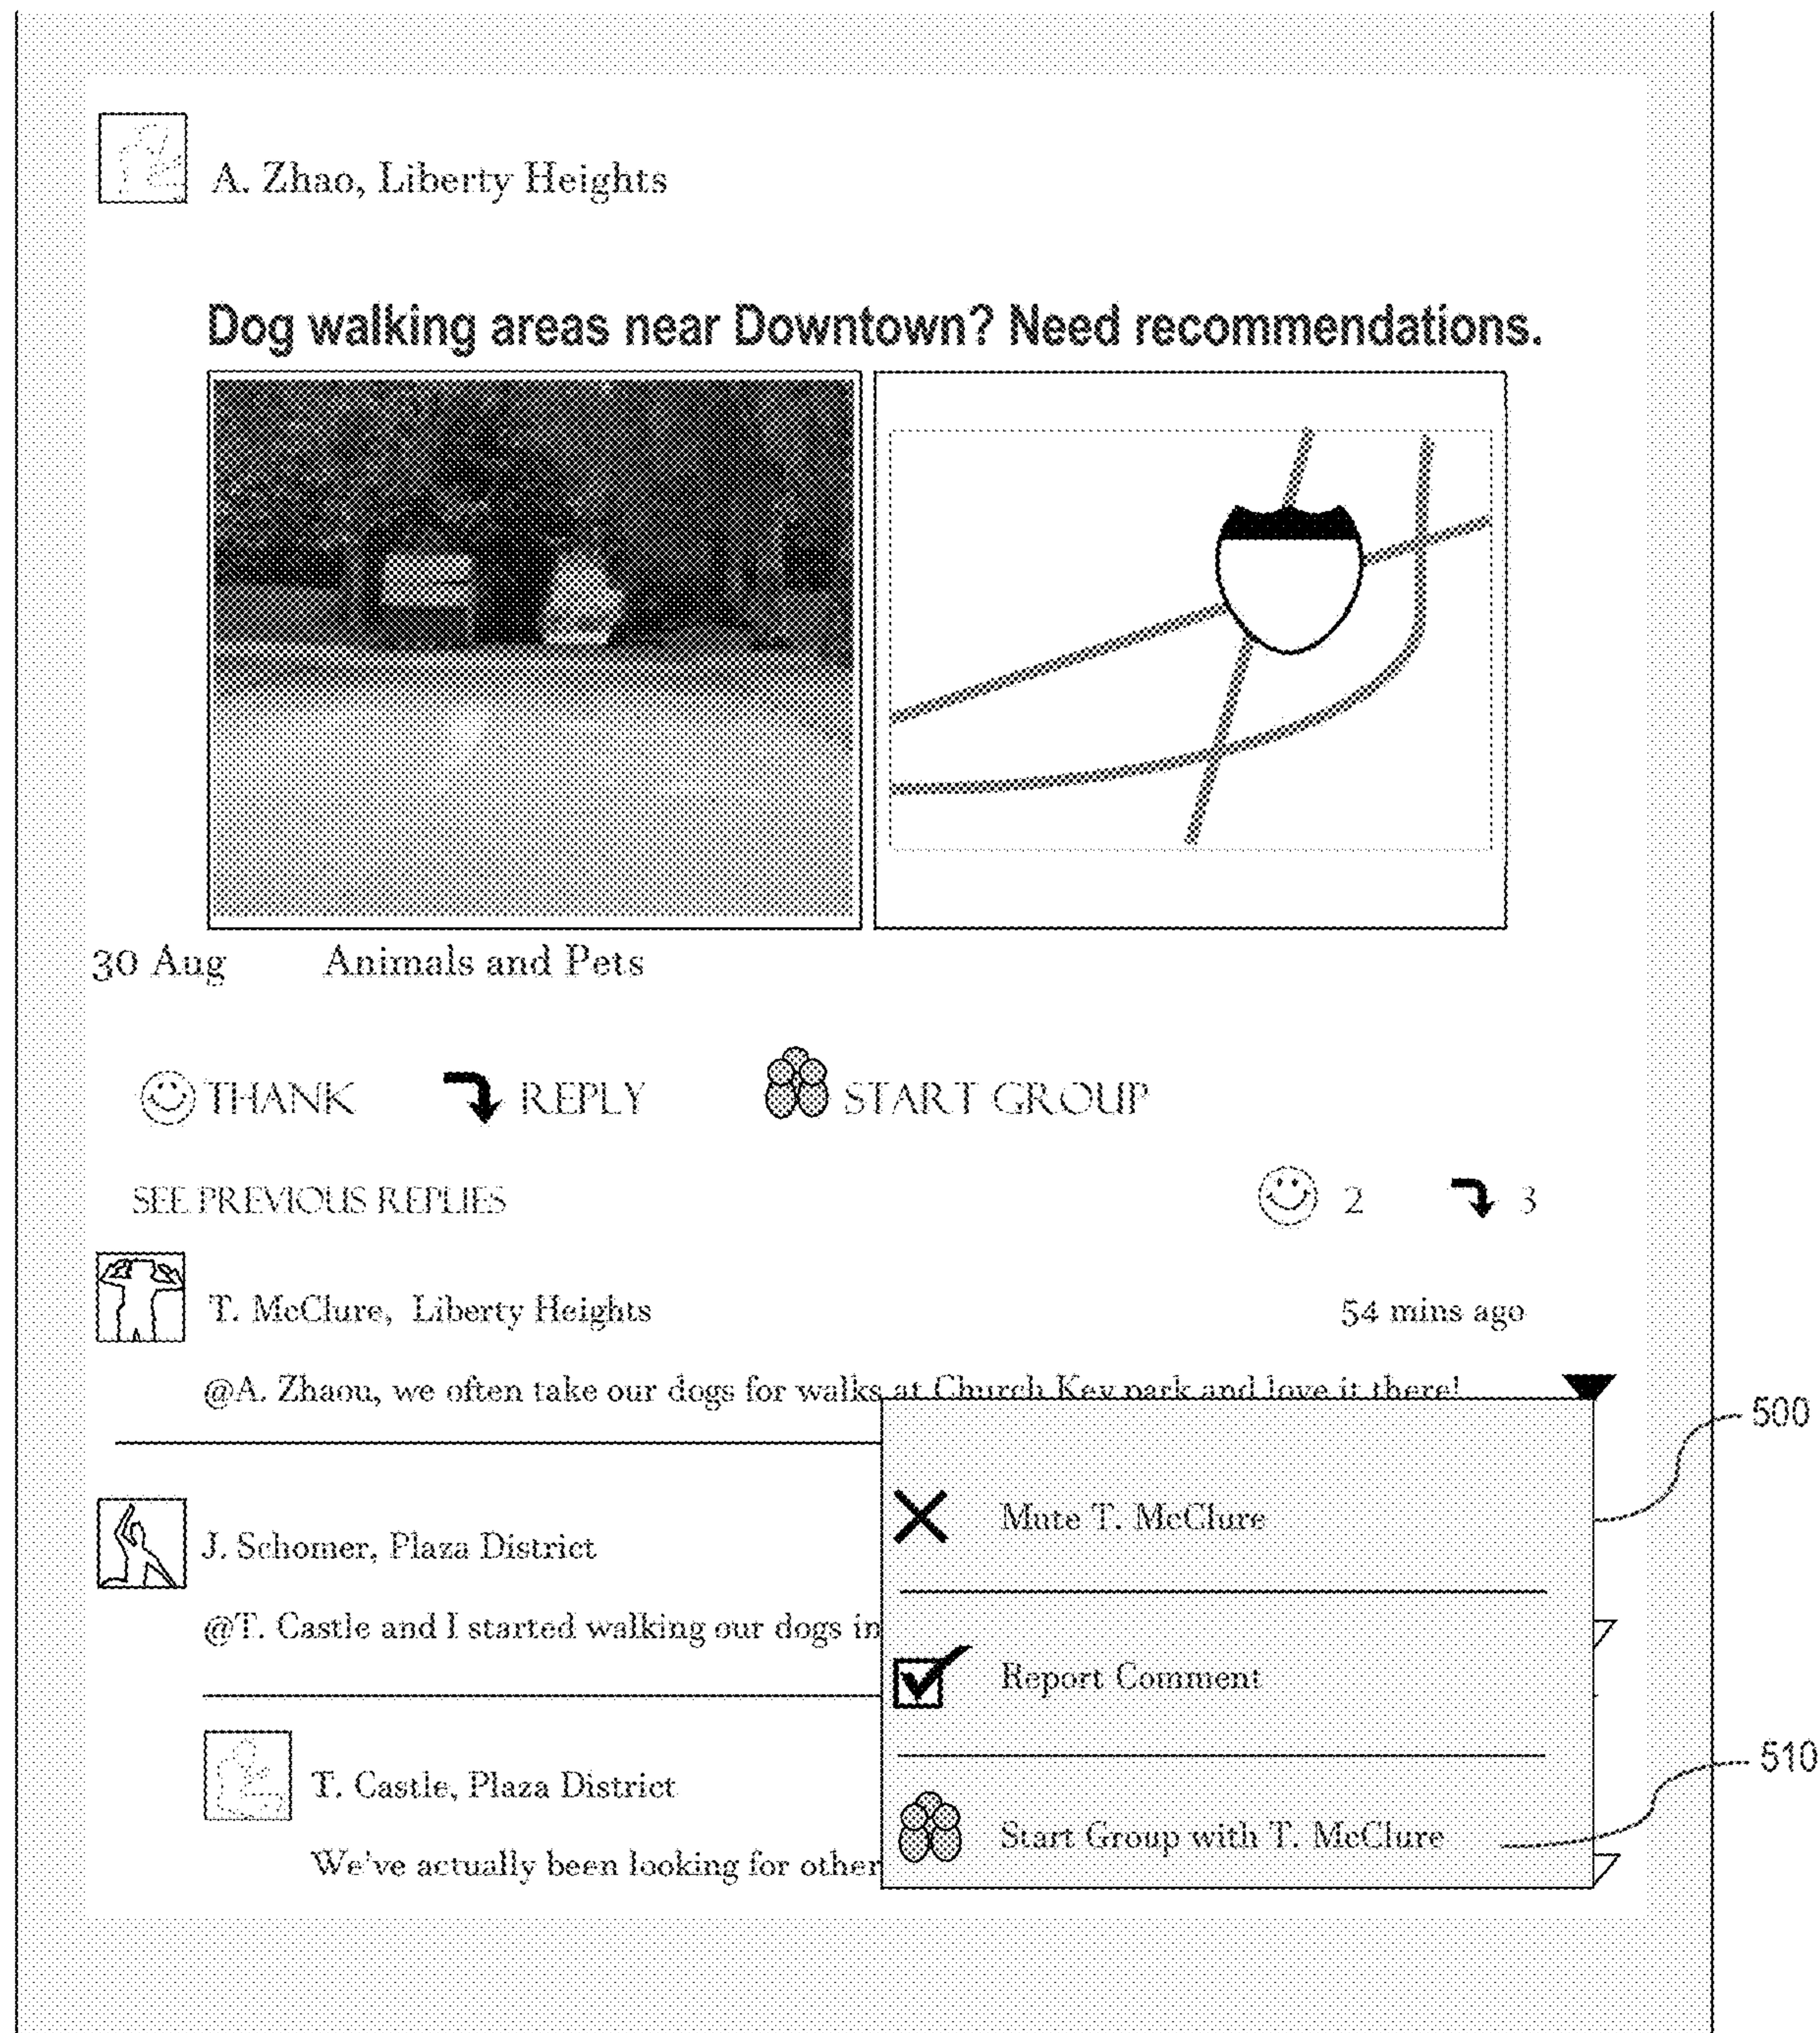 A. Zhao, Liberty Heights
Dog walking areas near Downtown? Need recommendations.
30 Aug Animals and Pets
THANK REPLY START GROUP
SEE PREVIOUS REPLIES 2 3
T. McClure, Liberty Heights 54 mins ago
@A. Zhaou, we often take our dogs for walks at Church Key park and love it there!
500
Mute T. McClure
J. Schomer, Plaza District
@T. Castle and I started walking our dogs in
Report Comment
510
T. Castle, Plaza District
Start Group with T. McClure
We've actually been looking for other